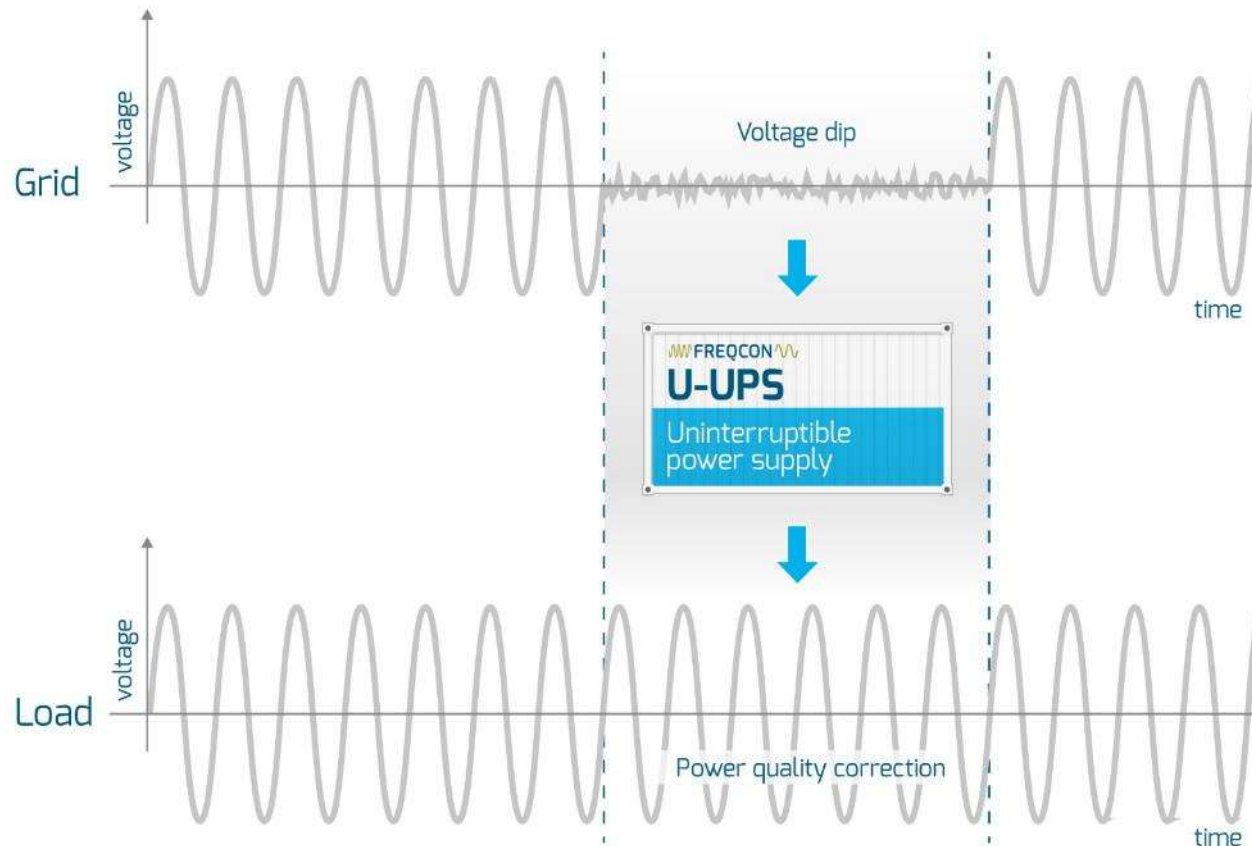 voltage
Grid
Voltage dip
time
FREQCON
U-UPS
Uninterruptible
power supply
voltage
Load
Power quality correction
time